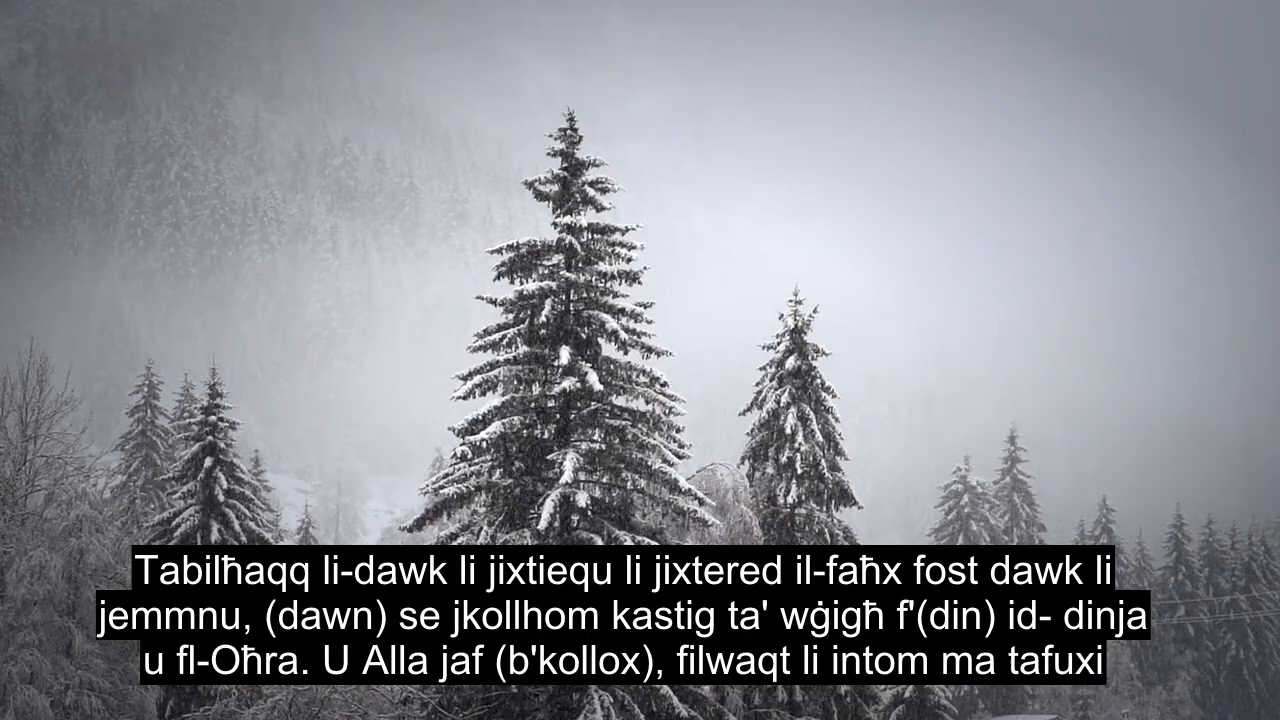 Tabilħaqq li-dawk li jixtiequ li jixtered il-faħx fost dawk li
jemmnu, (dawn) se jkollhom kastig ta' wġigħ f'(din) id- dinja
u fl-Oħra. U Alla jaf (b'kollox), filwaqt li intom ma tafuxi